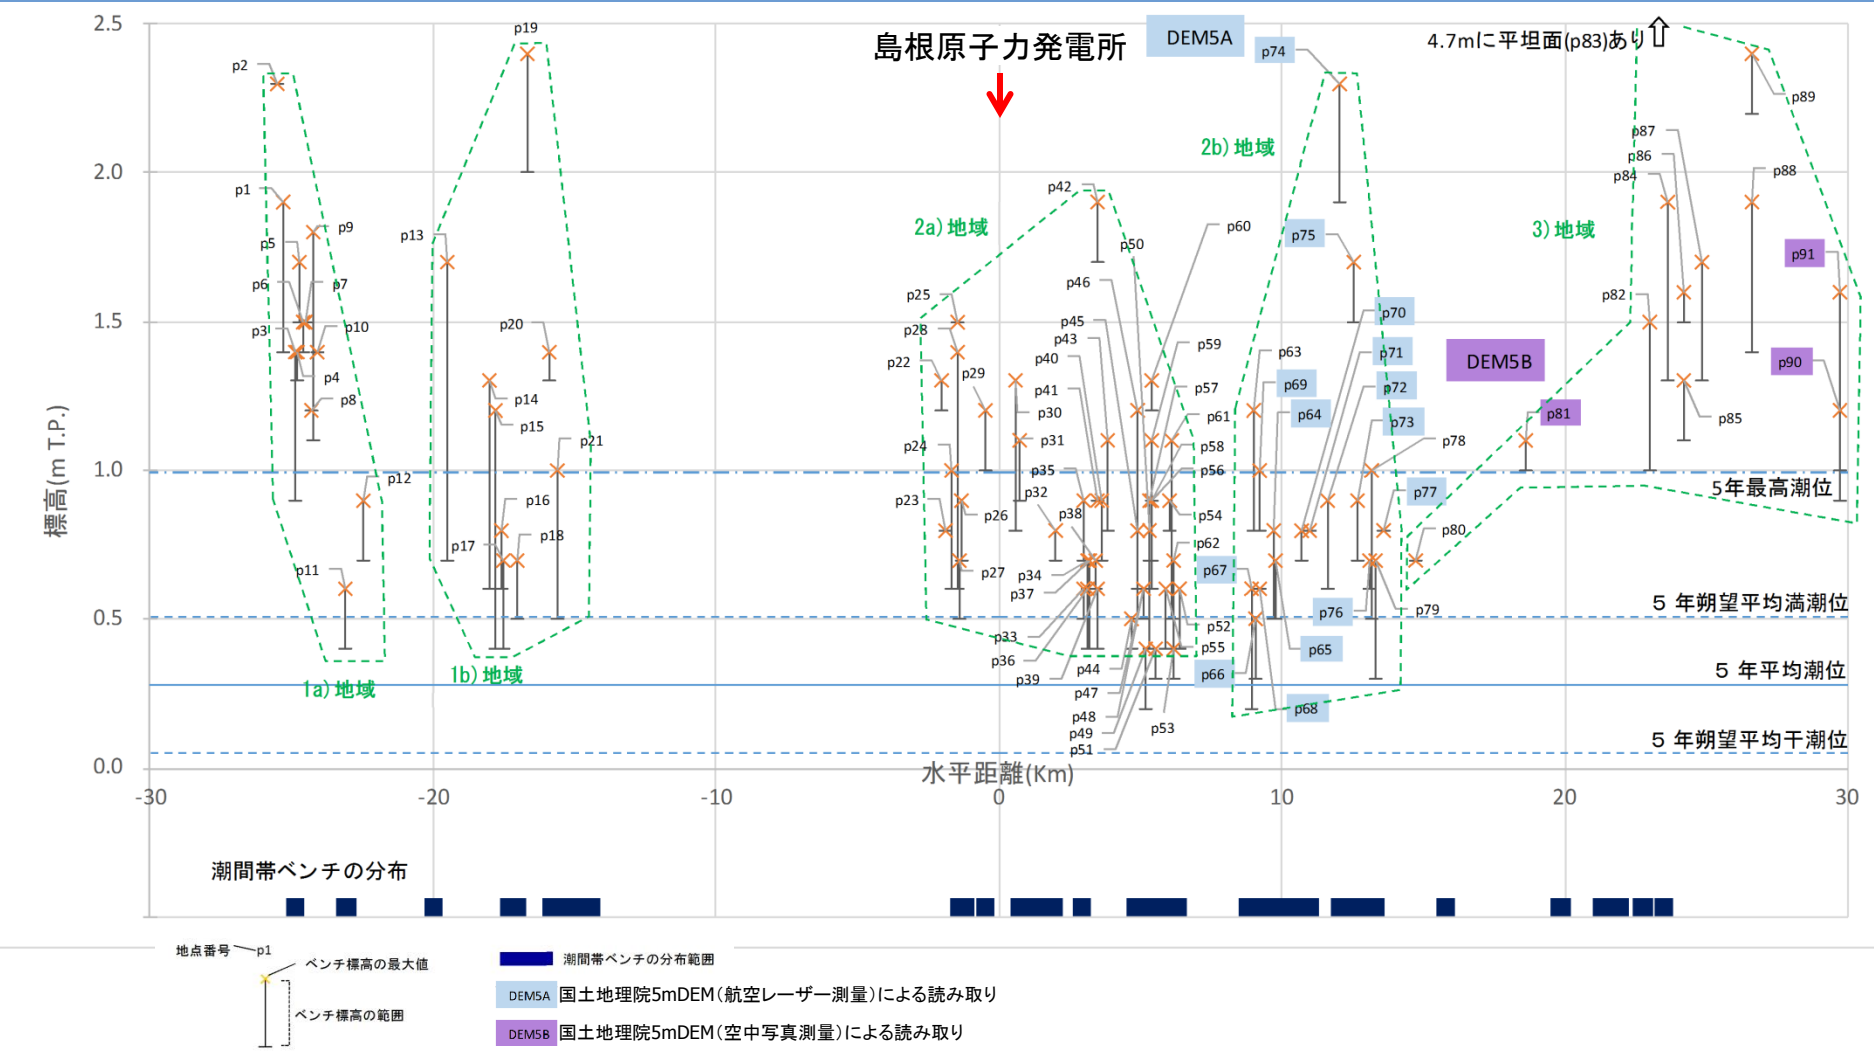 島根原子力発電所
DEM5A
4.7mに平坦面(p83)あり
標高(m T.P.)
2.5
2.0
1.5
1.0
0.5
0.0
p2
p1
p5
p9
p6
p7
p3
p10
p4
p8
p12
p11
1a)地域
p19
p13
p20
p14
p15
p21
p16
p17
p18
1b)地域
2a)地域
p42
p50
p60
p25
p28
p22
p29
p46
p45
p43
p40
p41
p59
p57
p30
p31
p61
p24
p58
p35
p56
p32
p23
p26
p38
p54
p27
p34
p37
p62
p33
p36
p39
p52
p55
p44
p47
p48
p49
p51
p53
2b)地域
p74
p75
p70
p63
p71
p69
p72
p64
p73
p78
p77
p80
p67
p76
p79
p65
p66
p68
DEM5B
p81
3)地域
p87
p86
p84
p89
p88
p82
p91
p90
p85
5年最高潮位
5 年朔望平均満潮位
5 年平均潮位
5 年朔望平均干潮位
水平距離(Km)
-30
-20
-10
0
10
20
30
潮間帯ベンチの分布
地点番号 p1
ベンチ標高の最大値
ベンチ標高の範囲
潮間帯ベンチの分布範囲
DEM5A 国土地理院5mDEM(航空レーザー測量)による読み取り
DEM5B 国土地理院5mDEM(空中写真測量)による読み取り